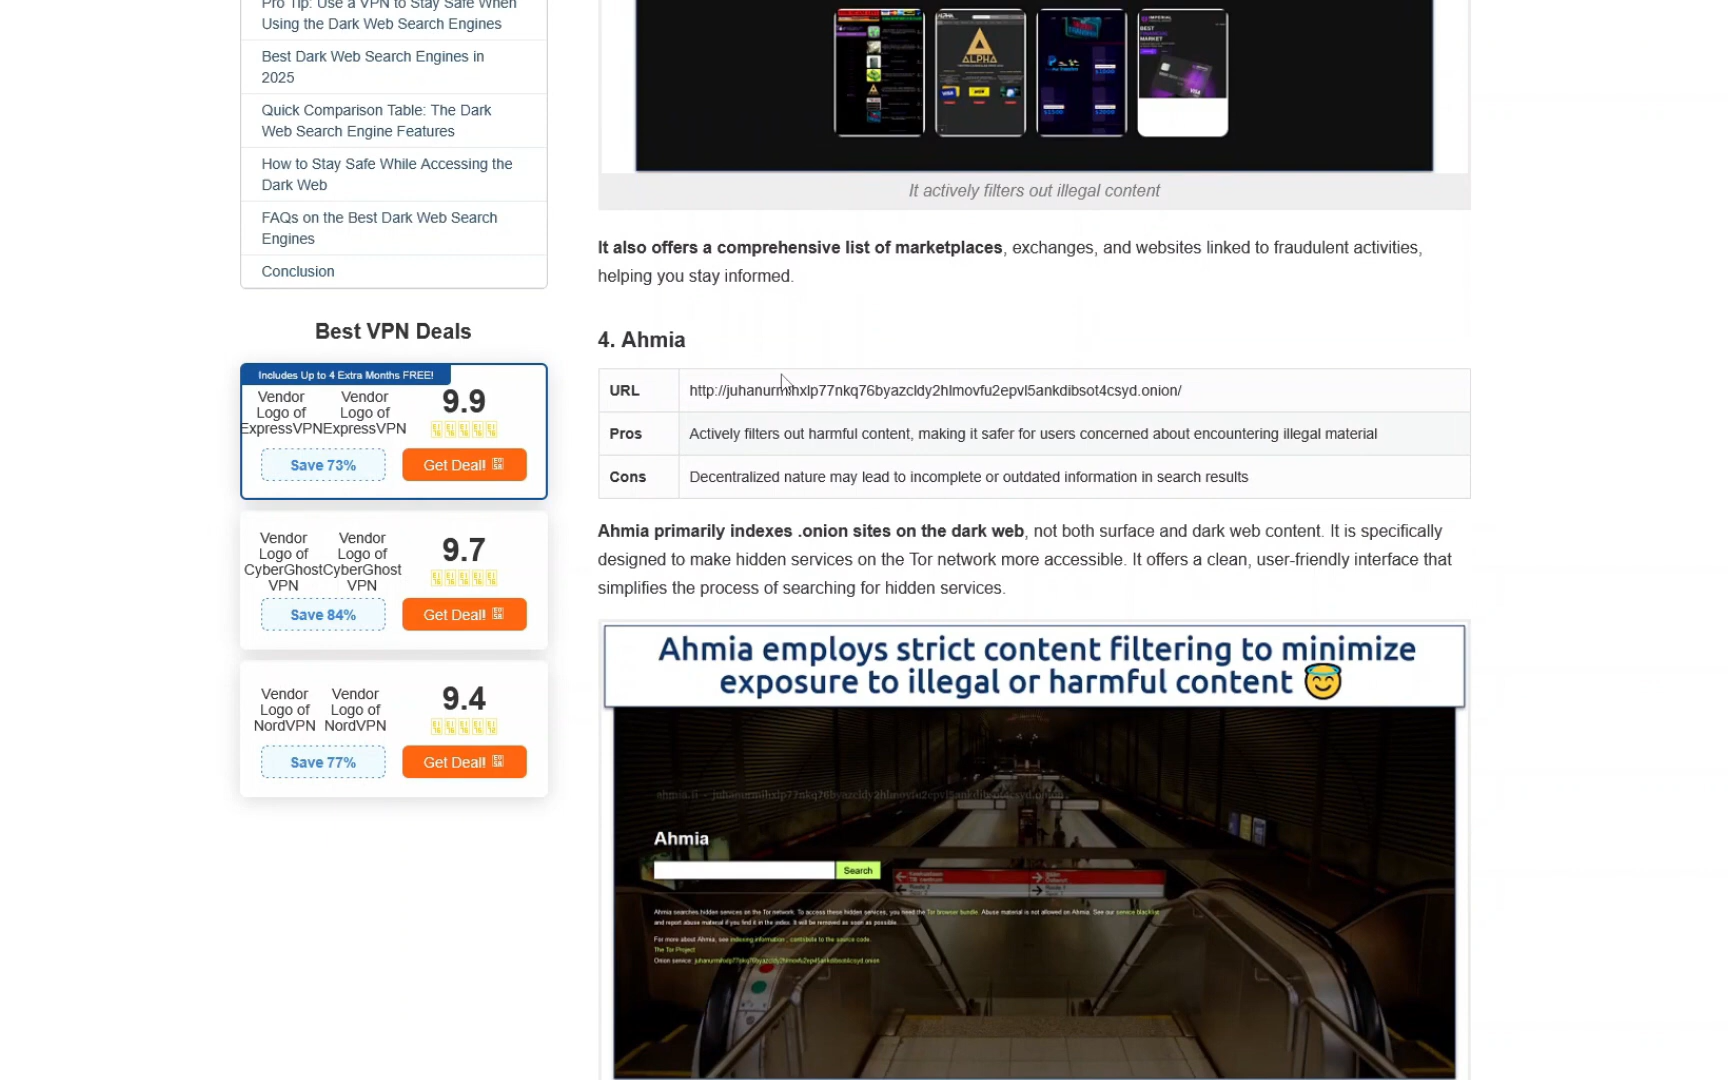 Pro Tip: Use a VPN to Stay Safe When
Using the Dark Web Search Engines
Best Dark Web Search Engines in
2025
Quick Comparison Table: The Dark
Web Search Engine Features
How to Stay Safe While Accessing the
Dark Web
FAQs on the Best Dark Web Search
Engines
Conclusion
Best VPN Deals
Includes Up to 4 Extra Months FREE!
Vendor Logo of ExpressVPN
Vendor Logo of ExpressVPN
9.9
Save 73%
Get Deal!
Vendor Logo of CyberGhost VPN
Vendor Logo of CyberGhost VPN
9.7
Save 84%
Get Deal!
Vendor Logo of NordVPN
Vendor Logo of NordVPN
9.4
Save 77%
Get Deal!
ALPHA
IMPERIAL
BEST
MARKET
VISA
It actively filters out illegal content
It also offers a comprehensive list of marketplaces, exchanges, and websites linked to fraudulent activities,
helping you stay informed.
4. Ahmia
URL http://juhanurmihxlp77nkq76byazcldy2hlmovfu2epvl5ankdibsot4csyd.onion/
Pros Actively filters out harmful content, making it safer for users concerned about encountering illegal material
Cons Decentralized nature may lead to incomplete or outdated information in search results
Ahmia primarily indexes .onion sites on the dark web, not both surface and dark web content. It is specifically
designed to make hidden services on the Tor network more accessible. It offers a clean, user-friendly interface that
simplifies the process of searching for hidden services.
Ahmia employs strict content filtering to minimize
exposure to illegal or harmful content
ahmia.fi - juhanurmihxlp77nkq76byazcldy2hlmovfu2epvl5ankdibsot4csyd.onion
Ahmia
Search
Ahmia searches hidden services on the Tor network. To access these hidden services, you need the Tor browser bundle. Abuse material is not allowed on Ahmia. See our service blacklist
and report abuse material if you find it in the index. It will be removed as soon as possible.
For more about Ahmia, see indexing information, contribute to the source code.
The Tor Project
Onion service: juhanurmihxlp77nkq76byazcldy2hlmovfu2epvl5ankdibsot4csyd.onion